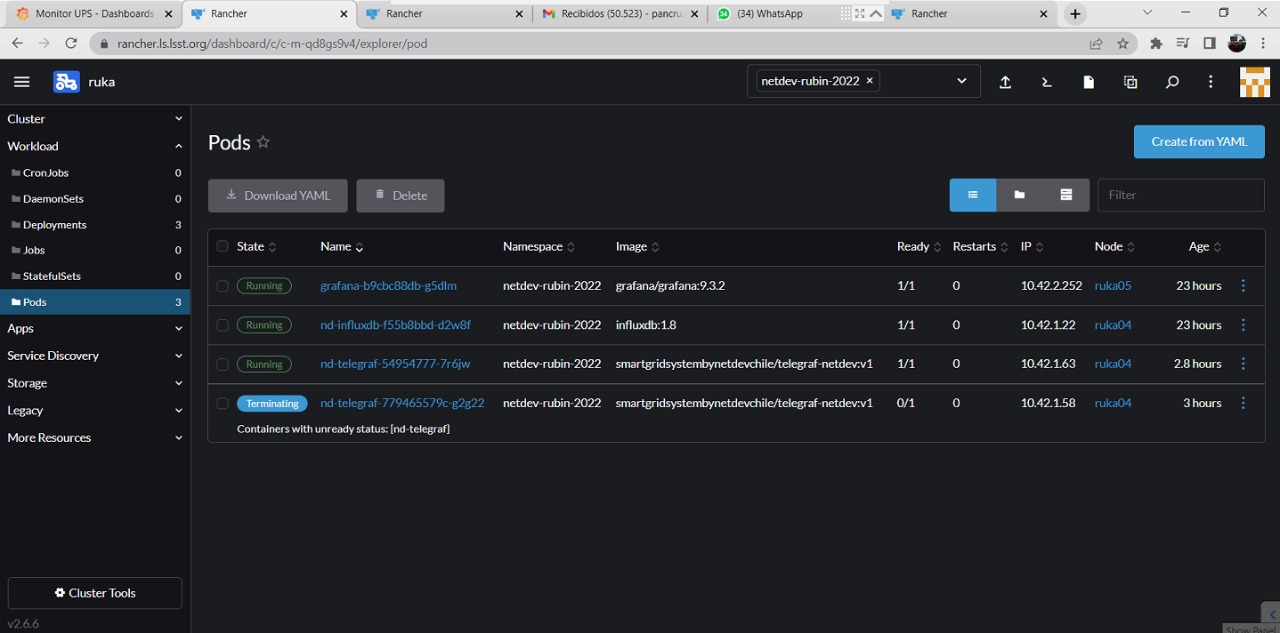 Monitor UPS - Dashboards
Rancher
Rancher
Recibidos (50.523) - pancru
(34) WhatsApp
Rancher
rancher.ls.lsst.org/dashboard/c/c-m-qd8gs9v4/explorer/pod
ruka
netdev-rubin-2022
Cluster
Workload
CronJobs 0
DaemonSets 0
Deployments 3
Jobs 0
StatefulSets 0
Pods 3
Apps
Service Discovery
Storage
Legacy
More Resources
Cluster Tools
v2.6.6
Pods
Create from YAML
Download YAML
Delete
Filter
State Name Namespace Image Ready Restarts IP Node Age
Running grafana-b9cbc88db-g5dlm netdev-rubin-2022 grafana/grafana:9.3.2 1/1 0 10.42.2.252 ruka05 23 hours
Running nd-influxdb-f55b8bbd-d2w8f netdev-rubin-2022 influxdb:1.8 1/1 0 10.42.1.22 ruka04 23 hours
Running nd-telegraf-54954777-7r6jw netdev-rubin-2022 smartgridsystembynetdevchile/telegraf-netdev:v1 1/1 0 10.42.1.63 ruka04 2.8 hours
Terminating nd-telegraf-779465579c-g2g22 netdev-rubin-2022 smartgridsystembynetdevchile/telegraf-netdev:v1 0/1 0 10.42.1.58 ruka04 3 hours
Containers with unready status: [nd-telegraf]
Show Panel